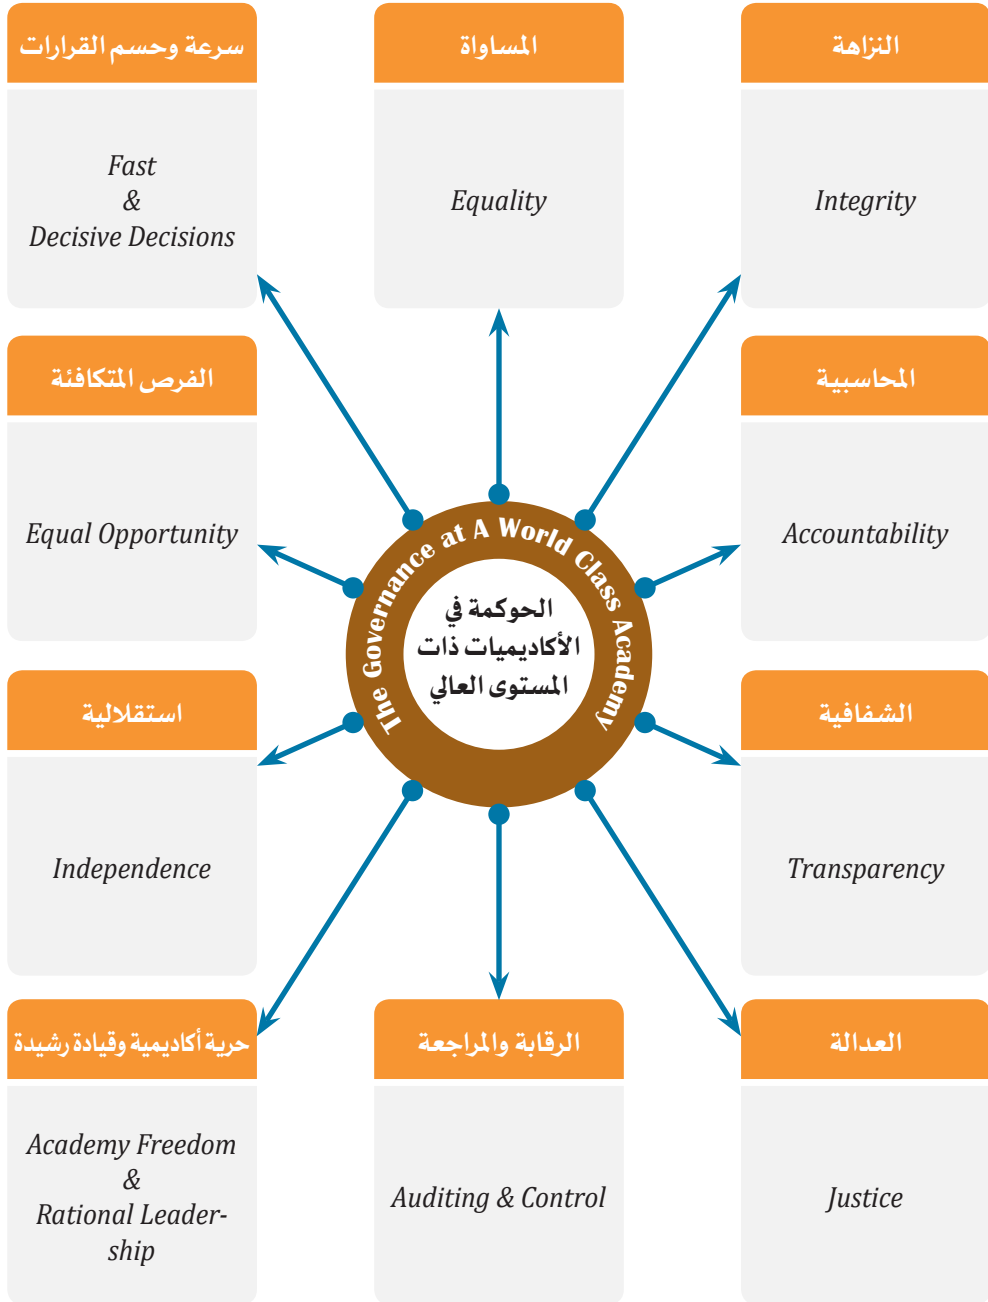 سرعة وحسم القرارات
Fast
&
Decisive Decisions
المساواة
Equality
النزاهة
Integrity
الفرص المتكافئة
Equal Opportunity
المحاسبية
Accountability
The Governance at A World Class Academy
الحوكمة في
الأكاديميات ذات
المستوى العالي
استقلالية
Independence
الشفافية
Transparency
حرية أكاديمية وقيادة رشيدة
Academy Freedom
&
Rational Leader-
ship
الرقابة والمراجعة
Auditing & Control
العدالة
Justice